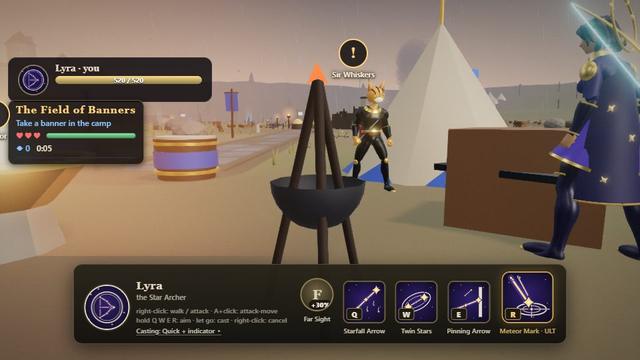 Lyra · you
520 / 520
!
Sir Whiskers
The Field of Banners
Take a banner in the camp
0 0:05
Lyra
the Star Archer
right-click: walk / attack · A+click: attack-move
hold Q W E R: aim · let go: cast · right-click: cancel
Casting: Quick + indicator
F
+30%
Far Sight
Q
Starfall Arrow
W
Twin Stars
E
Pinning Arrow
R
Meteor Mark · ULT